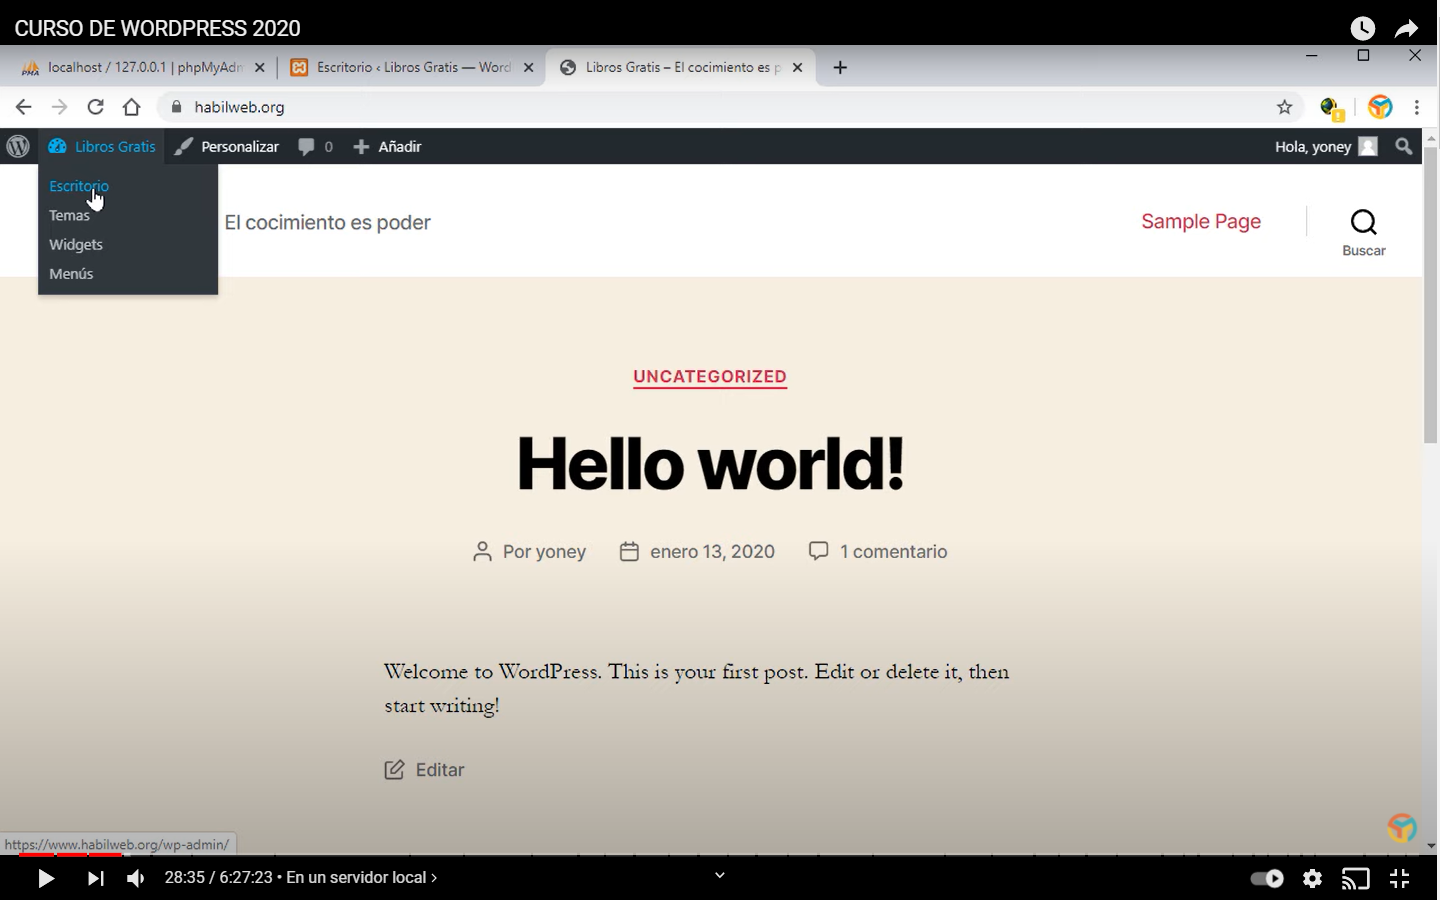 CURSO DE WORDPRESS 2020
localhost / 127.0.0.1 | phpMyAdm
Escritorio ‹ Libros Gratis — Word
Libros Gratis – El cocimiento es p
habilweb.org
Libros Gratis
Personalizar
0
Añadir
Hola, yoney
Escritorio
Temas
Widgets
Menús
El cocimiento es poder
Sample Page
Buscar
UNCATEGORIZED
Hello world!
Por yoney
enero 13, 2020
1 comentario
Welcome to WordPress. This is your first post. Edit or delete it, then
start writing!
Editar
https://www.habilweb.org/wp-admin/
28:35 / 6:27:23 • En un servidor local ›